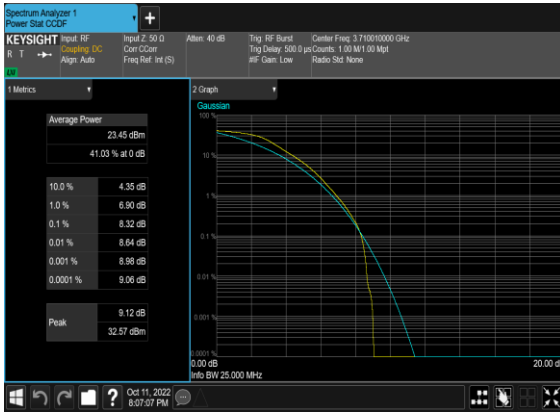 Spectrum Analyzer 1
Power Stat CCDF
+
KEYSIGHT
R T
LV
Input: RF
Coupling: DC
Align: Auto
Input Z: 50 Ω
Corr CCorr
Freq Ref: Int (S)
Atten: 40 dB
Trig: RF Burst
Trig Delay: 500.0 µs
#IF Gain: Low
Center Freq: 3.710010000 GHz
Counts: 1.00 M/1.00 Mpt
Radio Std: None
1 Metrics
Average Power
23.45 dBm
41.03 % at 0 dB
10.0 % 4.35 dB
1.0 % 6.90 dB
0.1 % 8.32 dB
0.01 % 8.64 dB
0.001 % 8.98 dB
0.0001 % 9.06 dB
Peak
9.12 dB
32.57 dBm
2 Graph
Gaussian
100 %
10 %
1 %
0.1 %
0.01 %
0.001 %
0.0001 %
0.00 dB
20.00 d
Info BW 25.000 MHz
?
Oct 11, 2022
8:07:07 PM